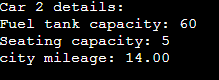 Car 2 details:
Fuel tank capacity: 60
Seating capacity: 5
city mileage: 14.00